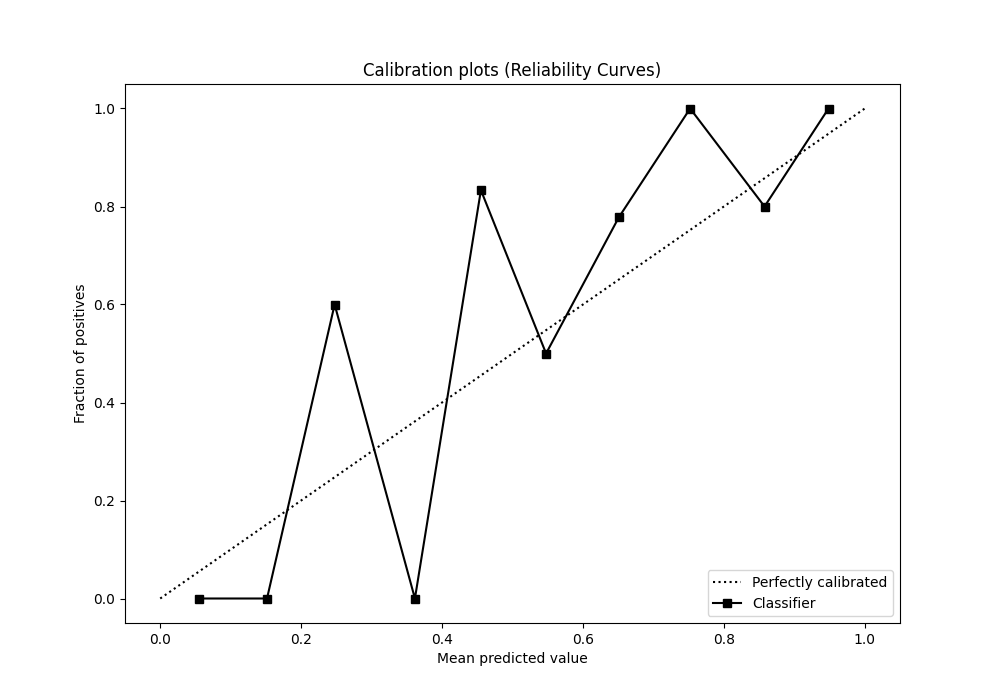 Calibration plots (Reliability Curves)
Fraction of positives
1.0
0.8
0.6
0.4
0.2
0.0
0.0 0.2 0.4 0.6 0.8 1.0
Mean predicted value
Perfectly calibrated
Classifier